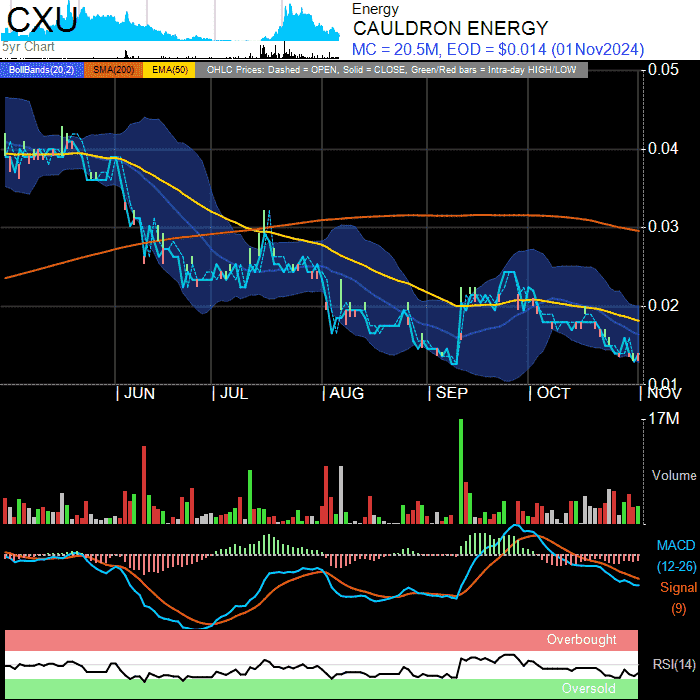 CXU
5yr Chart
Energy
CAULDRON ENERGY
MC = 20.5M, EOD = $0.014 (01Nov2024)
BollBands(20,2) SMA(200) EMA(50) OHLC Prices: Dashed = OPEN, Solid = CLOSE, Green/Red bars = Intra-day HIGH/LOW
0.05
0.04
0.03
0.02
0.01
| JUN | JUL | AUG | SEP | OCT | NOV
17M
Volume
MACD
(12-26)
Signal
(9)
Overbought
RSI(14)
Oversold